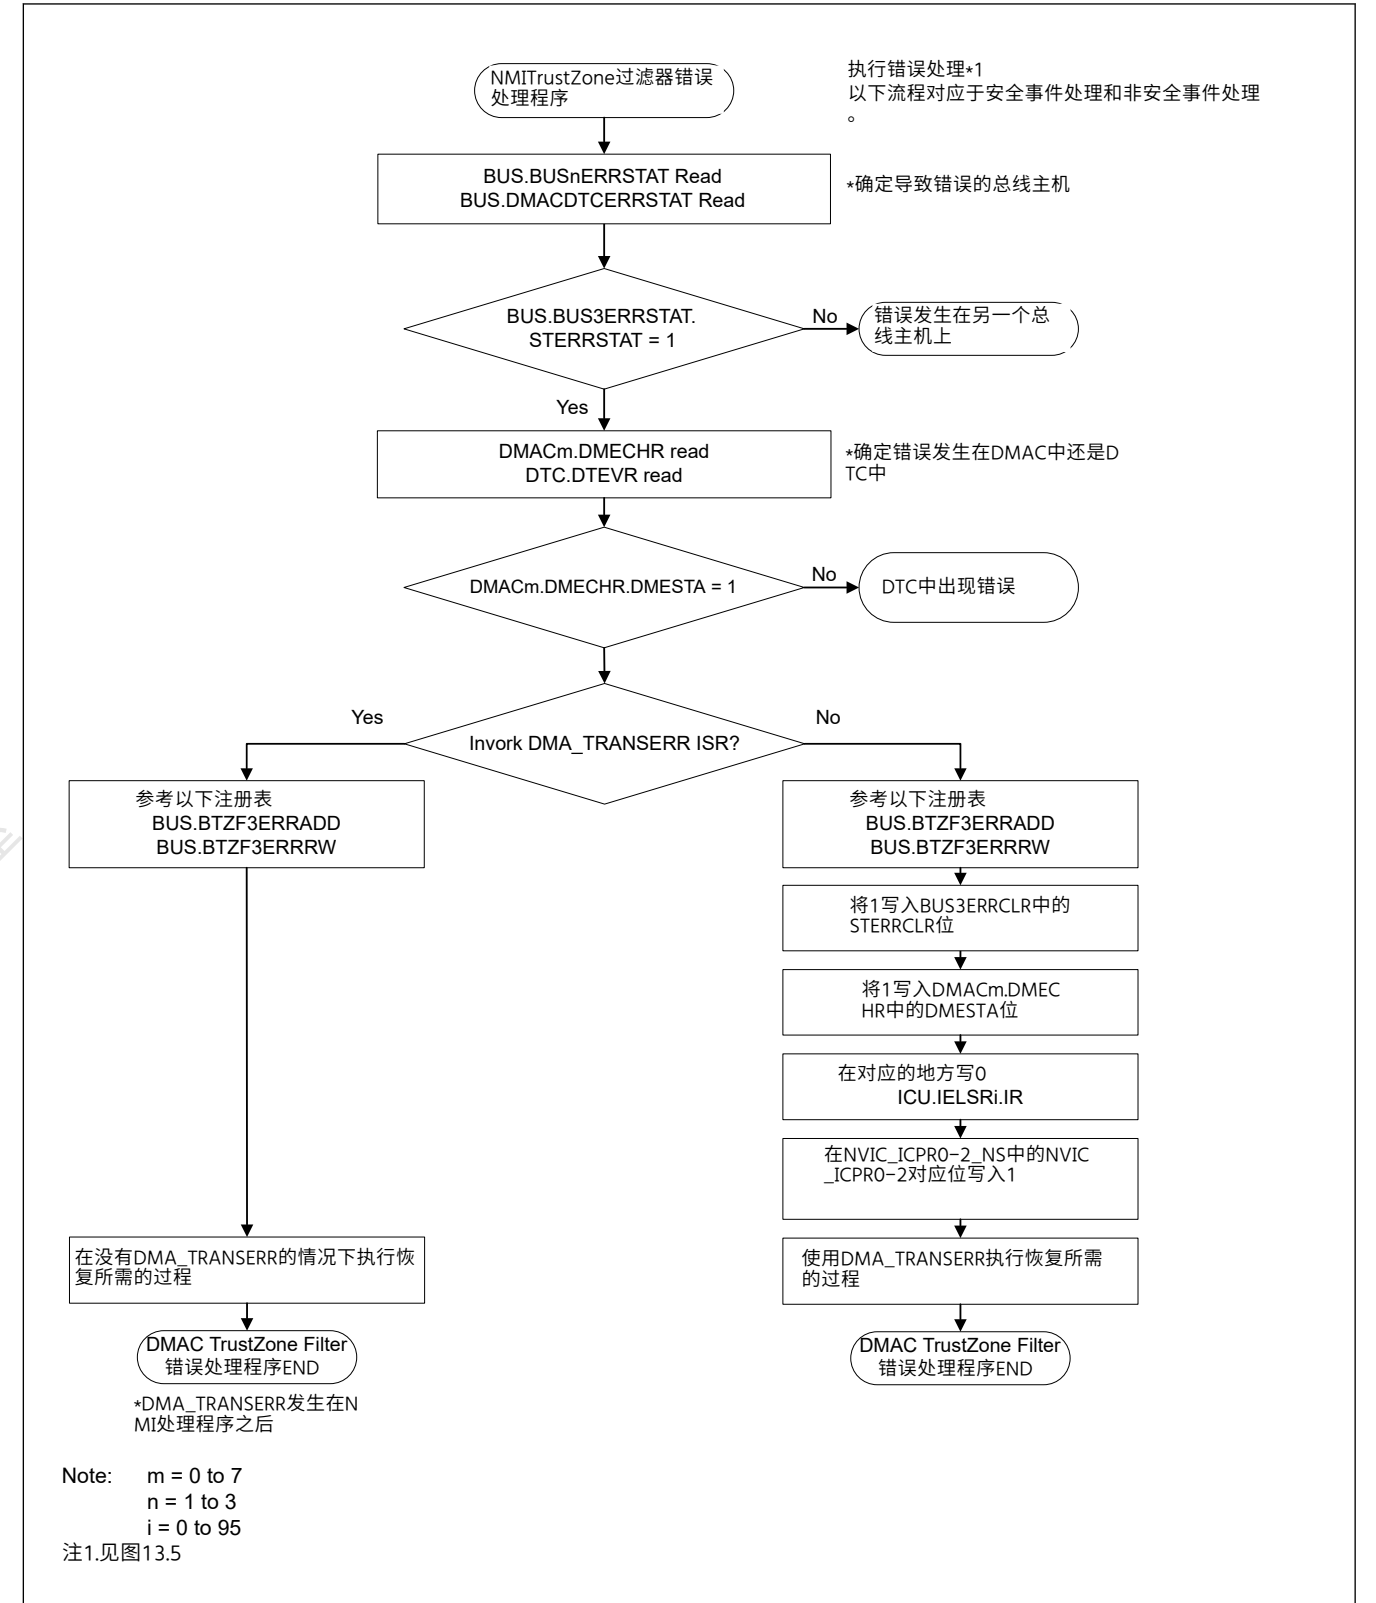 NMITrustZone过滤器错误
处理程序
执行错误处理*1
以下流程对应于安全事件处理和非安全事件处理
。
BUS.BUSnERRSTAT Read
BUS.DMACDTCERRSTAT Read
*确定导致错误的总线主机
BUS.BUS3ERRSTAT.
STERRSTAT = 1
No
错误发生在另一个总
线主机上
Yes
DMACm.DMECHR read
DTC.DTEVR read
*确定错误发生在DMAC中还是D
TC中
DMACm.DMECHR.DMESTA = 1
No
DTC中出现错误
Yes
Invork DMA_TRANSERR ISR?
No
参考以下注册表
BUS.BTZF3ERRADD
BUS.BTZF3ERRRW
参考以下注册表
BUS.BTZF3ERRADD
BUS.BTZF3ERRRW
将1写入BUS3ERRCLR中的
STERRCLR位
将1写入DMACm.DMEC
HR中的DMESTA位
在对应的地方写0
ICU.IELSRi.IR
在NVIC_ICPR0-2_NS中的NVIC
_ICPR0-2对应位写入1
在没有DMA_TRANSERR的情况下执行恢
复所需的过程
使用DMA_TRANSERR执行恢复所需
的过程
DMAC TrustZone Filter
错误处理程序END
DMAC TrustZone Filter
错误处理程序END
*DMA_TRANSERR发生在N
MI处理程序之后
Note: m = 0 to 7
n = 1 to 3
i = 0 to 95
注1.见图13.5